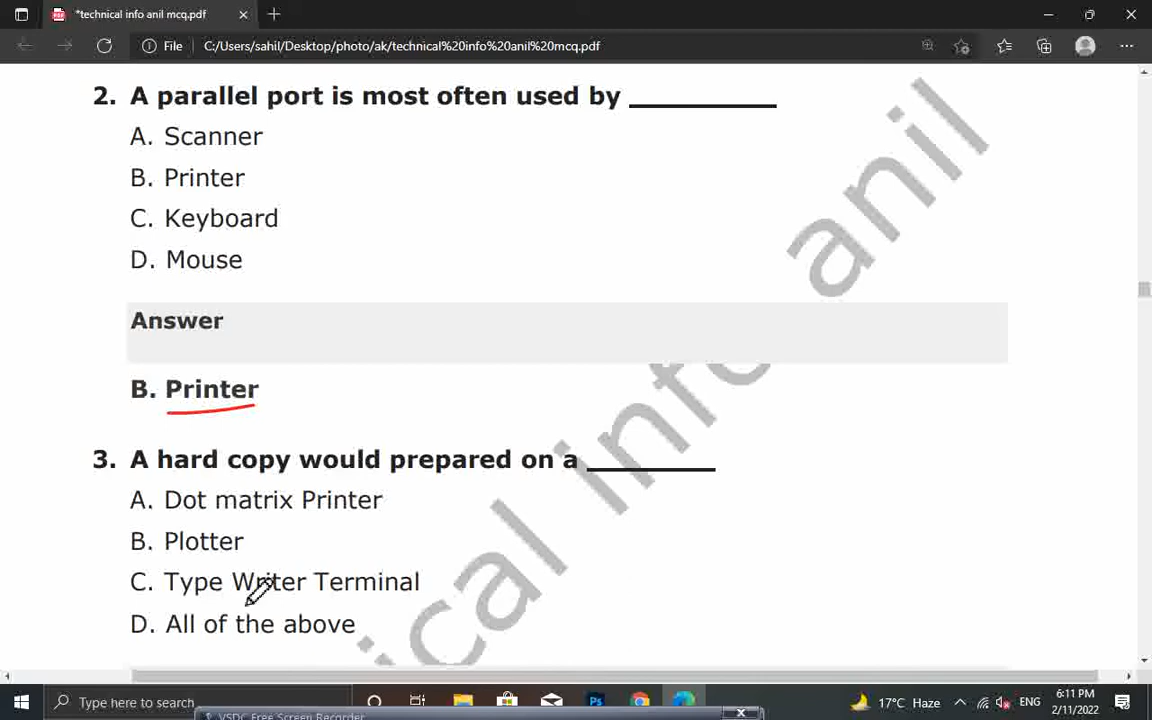 *technical info anil mcq.pdf
File C:/Users/sahil/Desktop/photo/ak/technical%20info%20anil%20mcq.pdf
2. A parallel port is most often used by ___________
A. Scanner
B. Printer
C. Keyboard
D. Mouse
Answer
B. Printer
3. A hard copy would prepared on a __________
A. Dot matrix Printer
B. Plotter
C. Type Writer Terminal
D. All of the above
ical info anil
Type here to search
17°C Haze
ENG
6:11 PM
2/11/2022
VSDC Free Screen Recorder